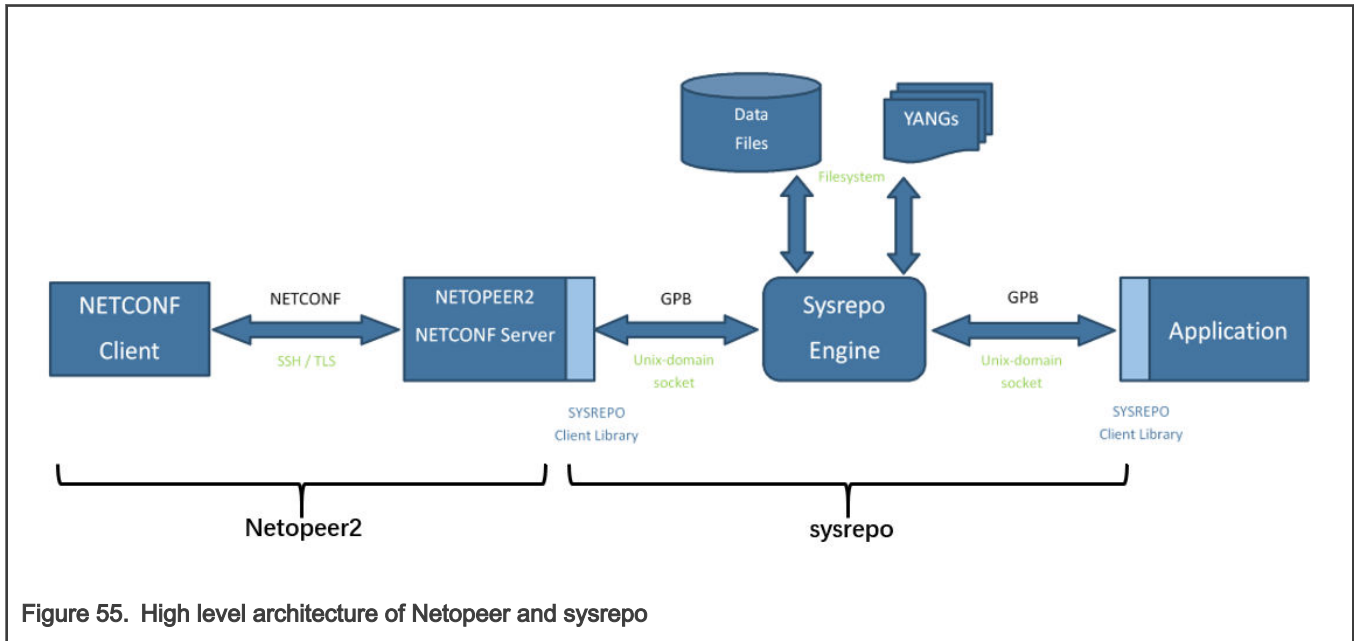 Data
Files
YANGs
Filesystem
NETCONF
Client
NETCONF
SSH / TLS
NETOPEER2
NETCONF Server
GPB
Unix-domain
socket
Sysrepo
Engine
GPB
Unix-domain
socket
Application
SYSREPO
Client Library
SYSREPO
Client Library
Netopeer2
sysrepo
Figure 55. High level architecture of Netopeer and sysrepo